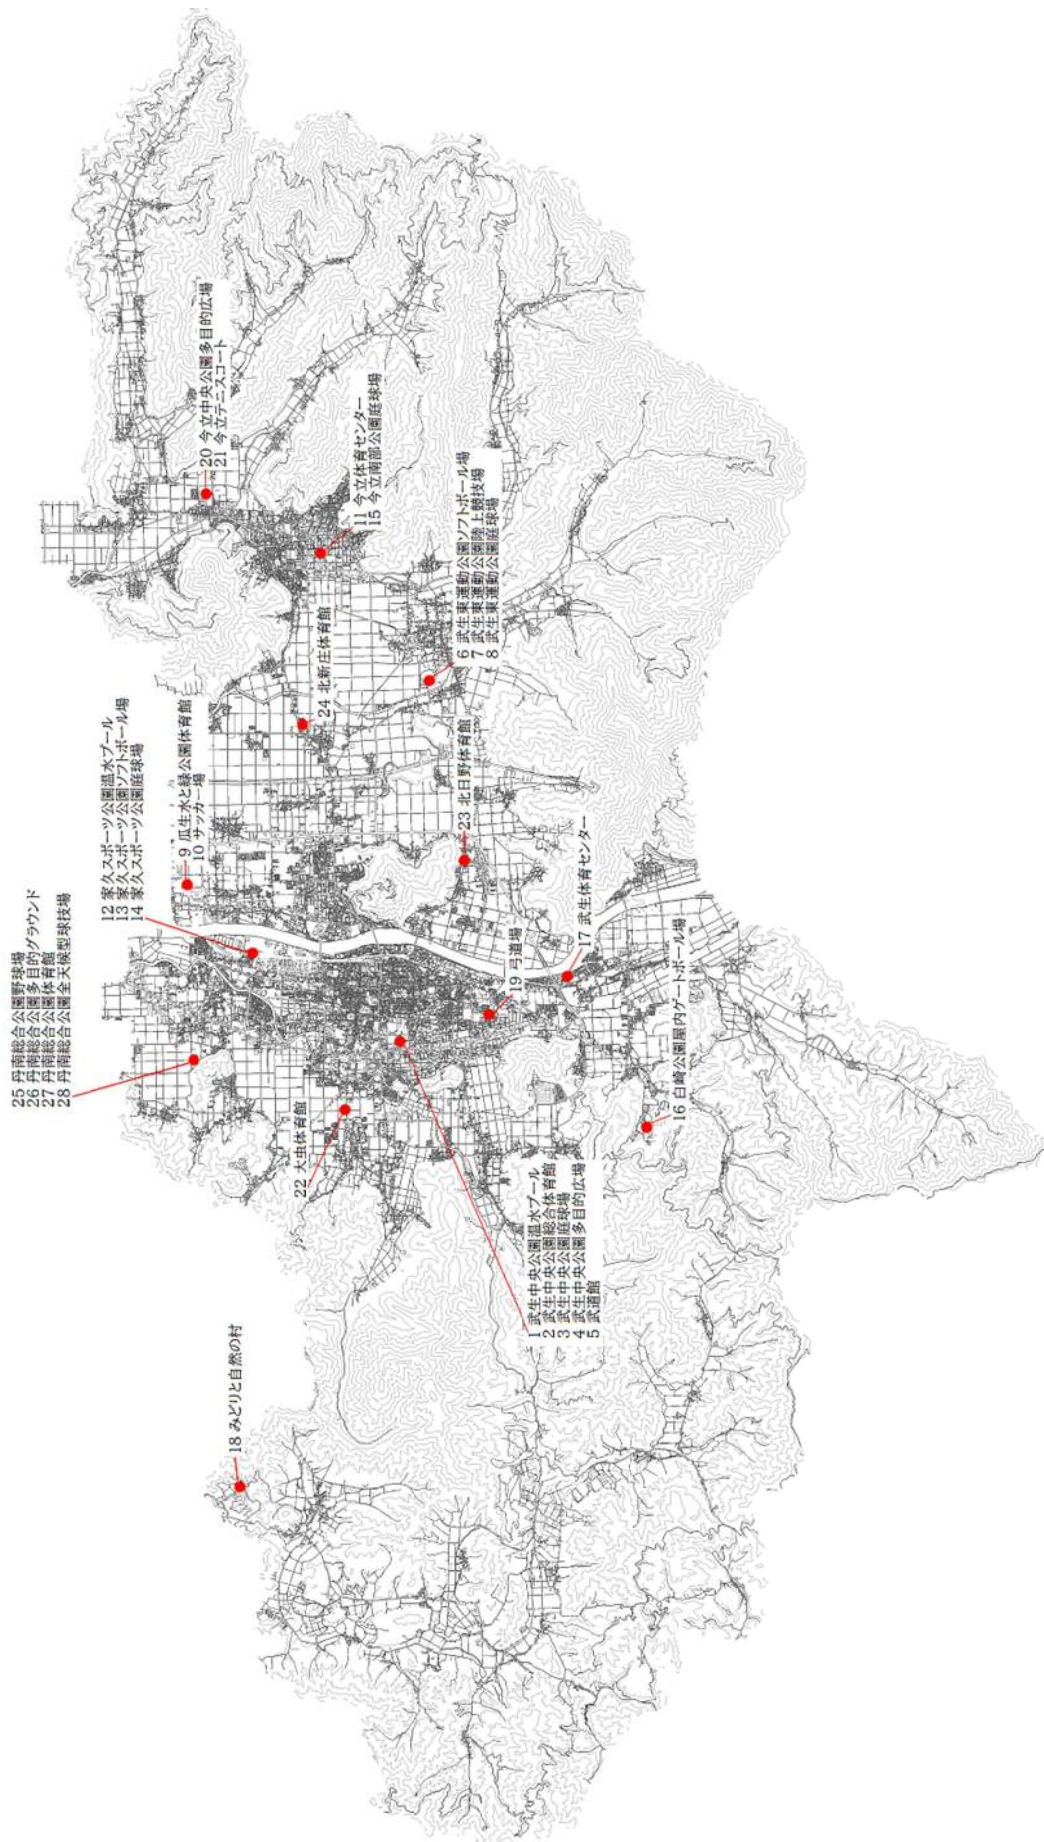 25 丹南総合公園野球場
26 丹南総合公園多目的グラウンド
27 丹南総合公園体育館
28 丹南総合公園全天候型球技場
12 家久スポーツ公園温水プール
13 家久スポーツ公園ソフトボール場
14 家久スポーツ公園庭球場
9 瓜生水と緑公園体育館
10 サッカー場
20 今立中央公園多目的広場
21 今立テニスコート
18 みどりと自然の村
22 大虫体育館
24 北新庄体育館
11 今立体育センター
15 今立南部公園庭球場
6 武生東運動公園ソフトボール場
7 武生東運動公園陸上競技場
8 武生東運動公園庭球場
23 北日野体育館
19 弓道場
1 武生中央公園温水プール
2 武生中央公園総合体育館
3 武生中央公園庭球場
4 武生中央公園多目的広場
5 武道館
17 武生体育センター
16 白崎公園屋内ゲートボール場